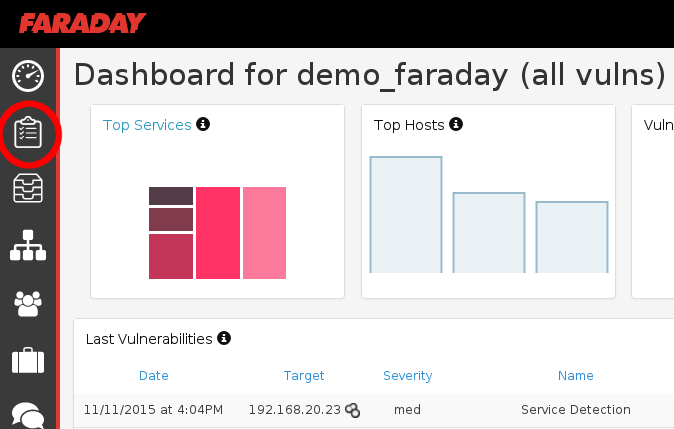 FARADAY
Dashboard for demo_faraday (all vulns)
Top Services
Top Hosts
Vuln
Last Vulnerabilities
Date Target Severity Name
11/11/2015 at 4:04PM 192.168.20.23 med Service Detection